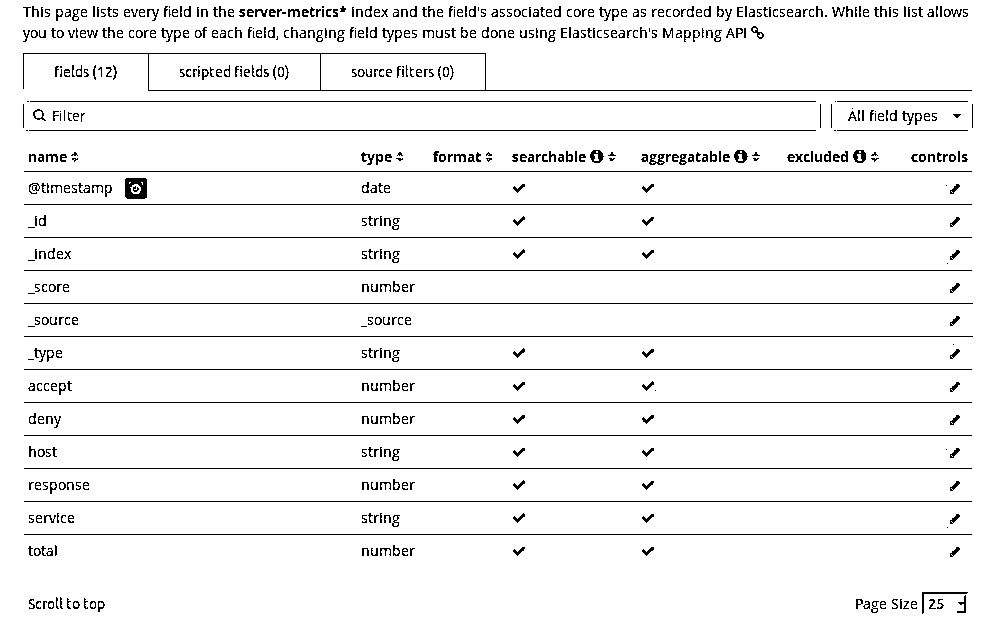 This page lists every field in the server-metrics* index and the field's associated core type as recorded by Elasticsearch. While this list allows
you to view the core type of each field, changing field types must be done using Elasticsearch's Mapping API
fields (12) scripted fields (0) source filters (0)
Filter All field types
name type format searchable aggregatable excluded controls
@timestamp date
_id string
_index string
_score number
_source _source
_type string
accept number
deny number
host string
response number
service string
total number
Scroll to top Page Size 25